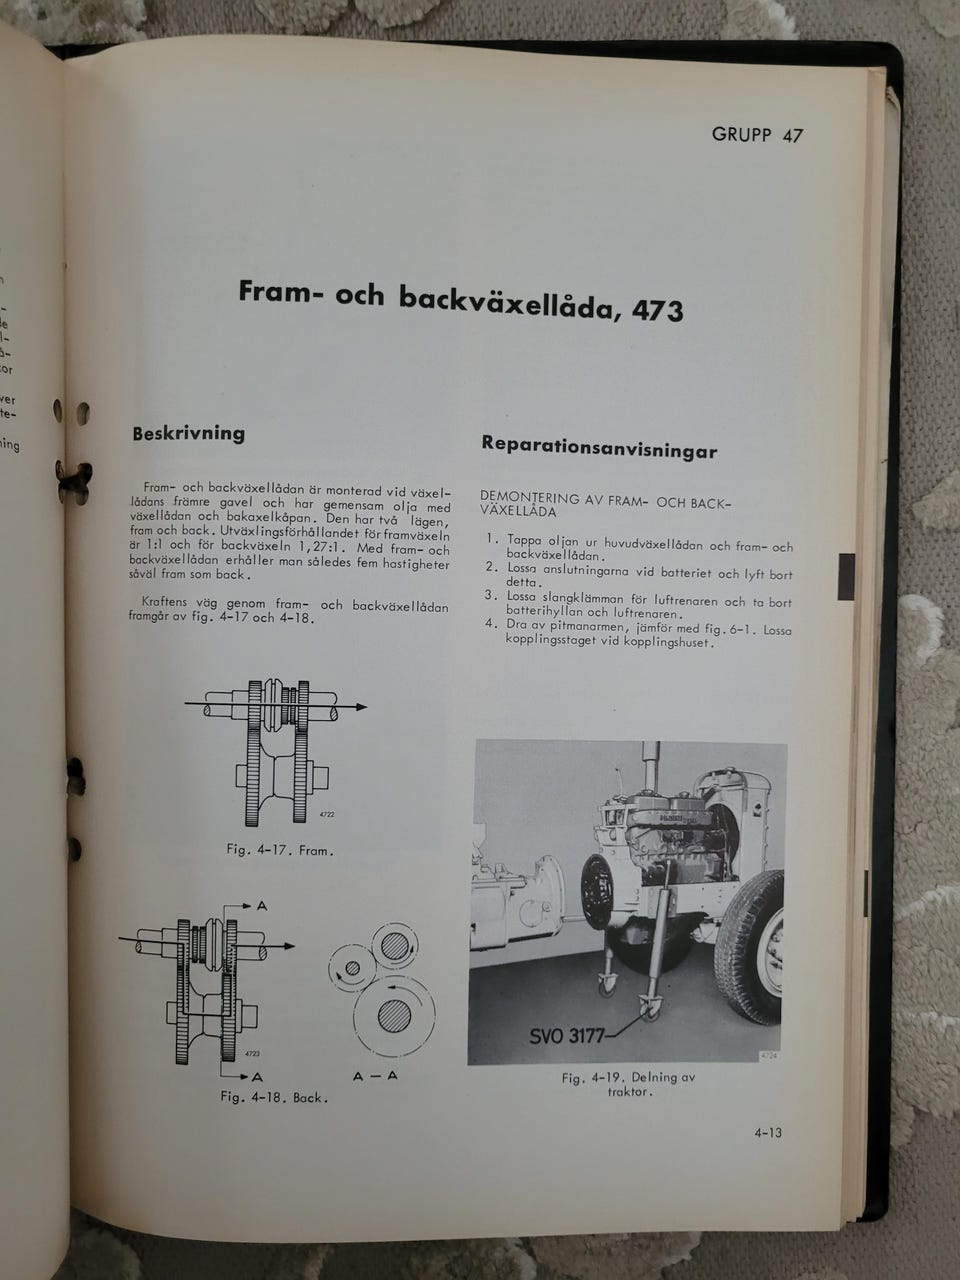 GRUPP 47
Fram- och backväxellåda, 473
Beskrivning
Fram- och backväxellådan är monterad vid växel-
lådans främre gavel och har gemensam olja med
växellådan och bakaxelkåpan. Den har två lägen,
fram och back. Utväxlingsförhållandet för framväxeln
är 1:1 och för backväxeln 1,27:1. Med fram- och
backväxellådan erhåller man således fem hastigheter
såväl fram som back.
Kraftens väg genom fram- och backväxellådan
framgår av fig. 4-17 och 4-18.
4722
Fig. 4-17. Fram.
A
4723
A
A – A
Fig. 4-18. Back.
Reparationsanvisningar
DEMONTERING AV FRAM- OCH BACK-
VÄXELLÅDA
1. Tappa oljan ur huvudväxellådan och fram- och
backväxellådan.
2. Lossa anslutningarna vid batteriet och lyft bort
detta.
3. Lossa slangklämman för luftrenaren och ta bort
batterihyllan och luftrenaren.
4. Dra av pitmanarmen, jämför med fig. 6-1. Lossa
kopplingsstaget vid kopplingshuset.
SVO 3177
4724
Fig. 4-19. Delning av
traktor.
4-13